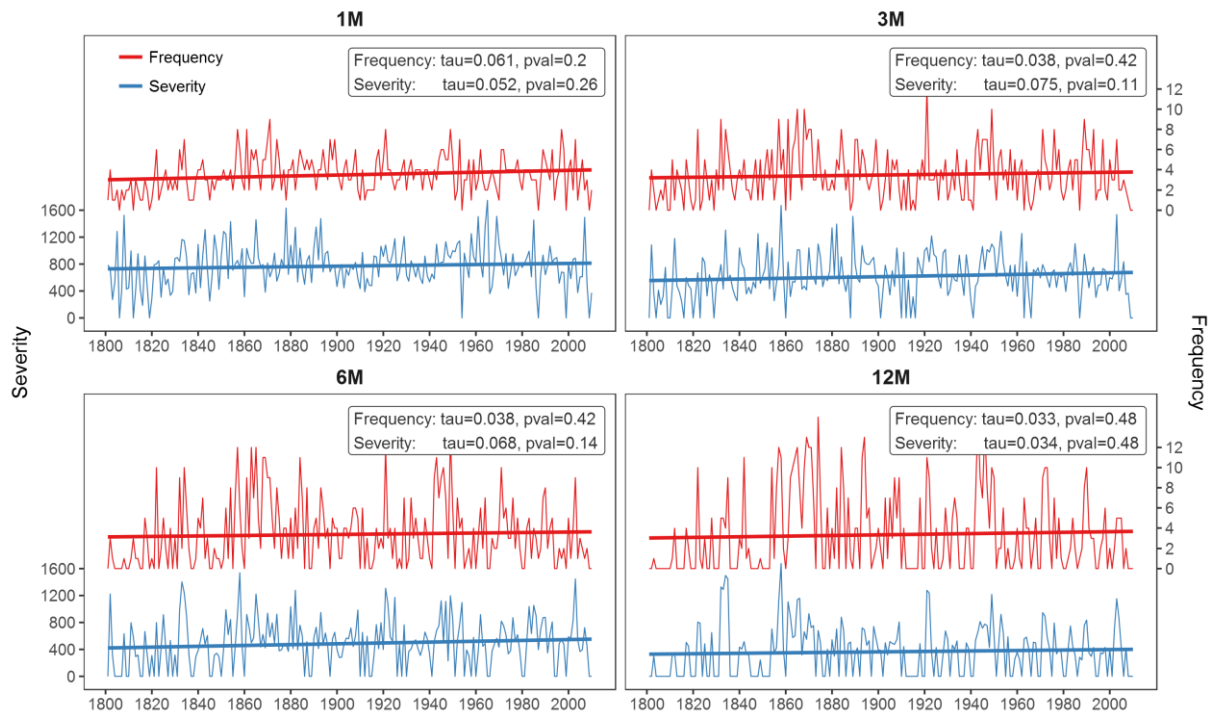 1M
3M
Frequency
Severity
Frequency: tau=0.061, pval=0.2
Severity: tau=0.052, pval=0.26
Frequency: tau=0.038, pval=0.42
Severity: tau=0.075, pval=0.11
12
10
8
6
4
2
0
1600
1200
800
400
0
1800 1820 1840 1860 1880 1900 1920 1940 1960 1980 2000
1800 1820 1840 1860 1880 1900 1920 1940 1960 1980 2000
Severity
Frequency
6M
12M
Frequency: tau=0.038, pval=0.42
Severity: tau=0.068, pval=0.14
Frequency: tau=0.033, pval=0.48
Severity: tau=0.034, pval=0.48
12
10
8
6
4
2
0
1600
1200
800
400
0
1800 1820 1840 1860 1880 1900 1920 1940 1960 1980 2000
1800 1820 1840 1860 1880 1900 1920 1940 1960 1980 2000